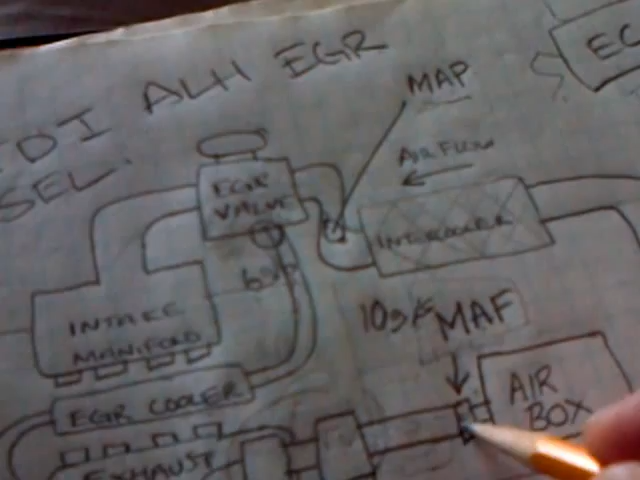 TDI ALH EGR
SEL.
MAP
EC
AIR FLOW
EGR
VALVE
INTERCOOLER
INTAKE
MANIFOLD
10g/s MAF
EGR COOLER
AIR
BOX
EXHAUST